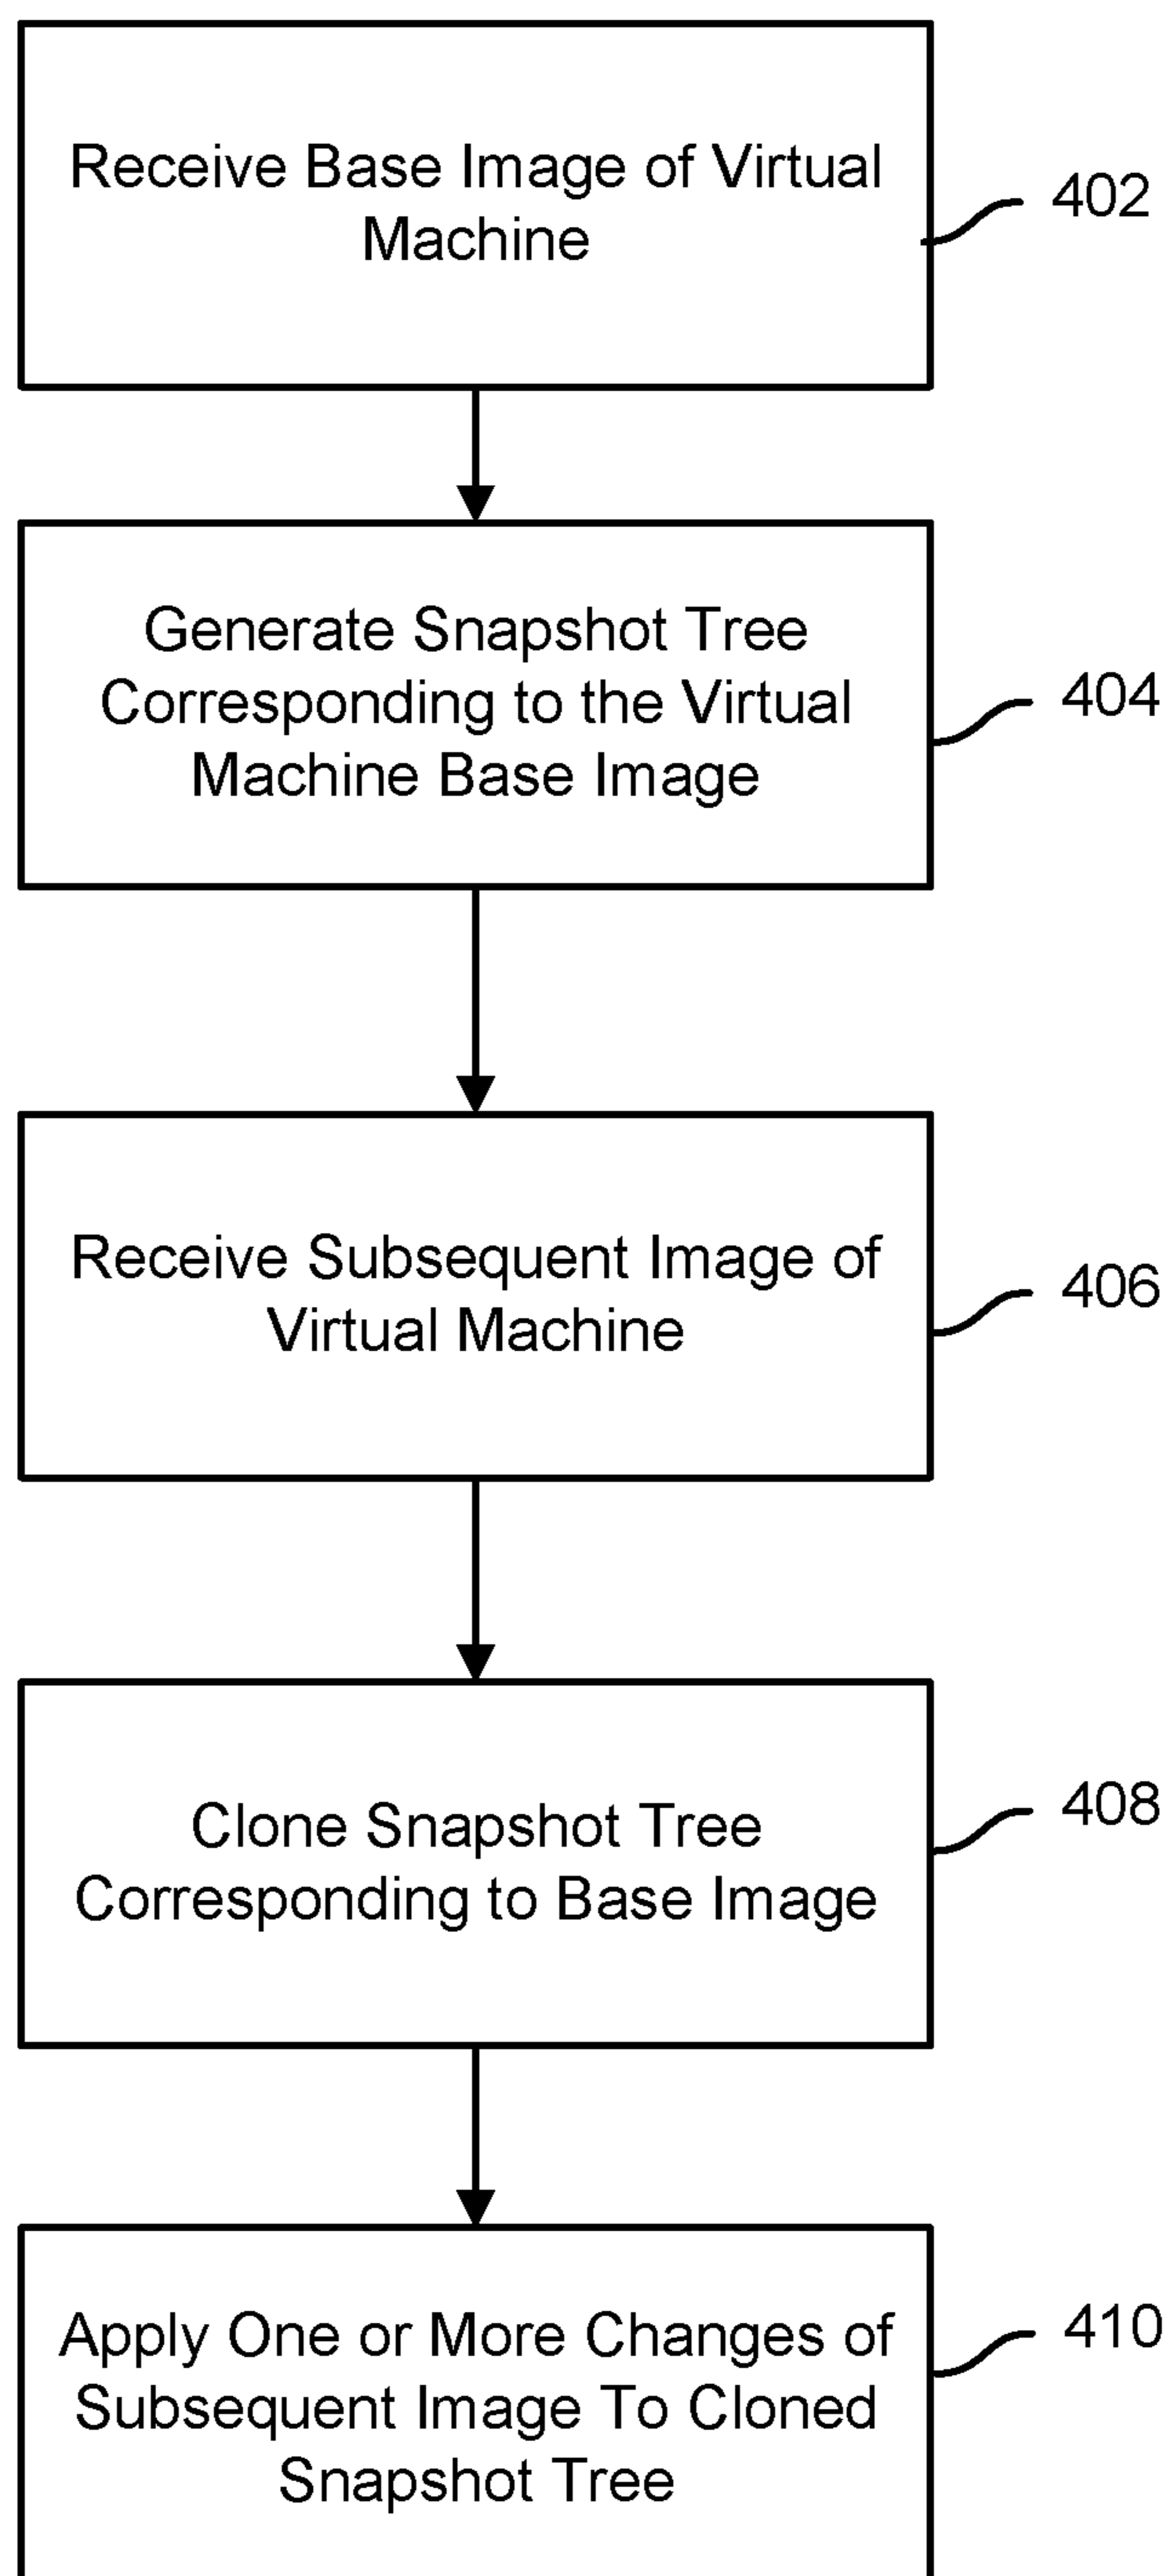 Receive Base Image of Virtual
Machine
402
Generate Snapshot Tree
Corresponding to the Virtual
Machine Base Image
404
Receive Subsequent Image of
Virtual Machine
406
Clone Snapshot Tree
Corresponding to Base Image
408
Apply One or More Changes of
Subsequent Image To Cloned
Snapshot Tree
410